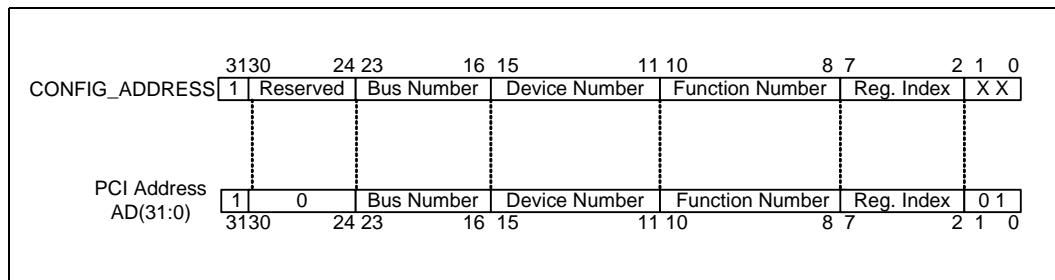 3130 24 23 16 15 11 10 8 7 2 1 0
CONFIG_ADDRESS 1 Reserved Bus Number Device Number Function Number Reg. Index X X
PCI Address
AD(31:0)
1 0 Bus Number Device Number Function Number Reg. Index 0 1
3130 24 23 16 15 11 10 8 7 2 1 0